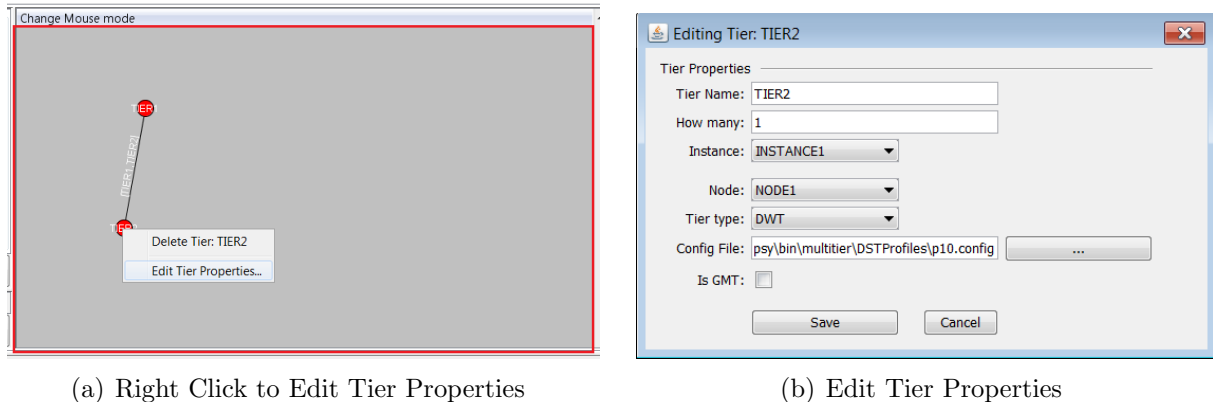 Change Mouse mode
TIER1
[TIER1,TIER2]
Delete Tier: TIER2
Edit Tier Properties...
(a) Right Click to Edit Tier Properties
Editing Tier: TIER2
Tier Properties
Tier Name: TIER2
How many: 1
Instance: INSTANCE1
Node: NODE1
Tier type: DWT
Config File: psy\bin\multitier\DSTProfiles\p10.config ...
Is GMT:
Save Cancel
(b) Edit Tier Properties